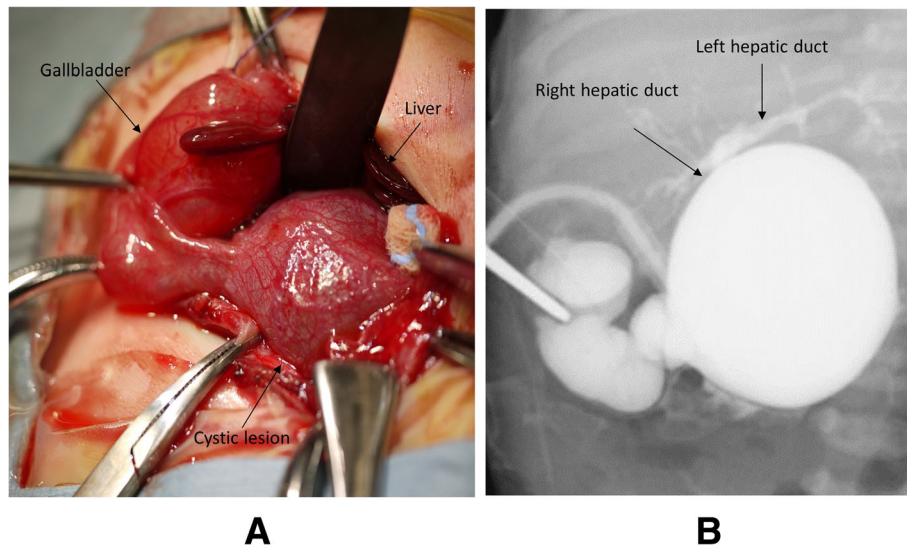 Gallbladder
Liver
Cystic lesion
Left hepatic duct
Right hepatic duct
A
B